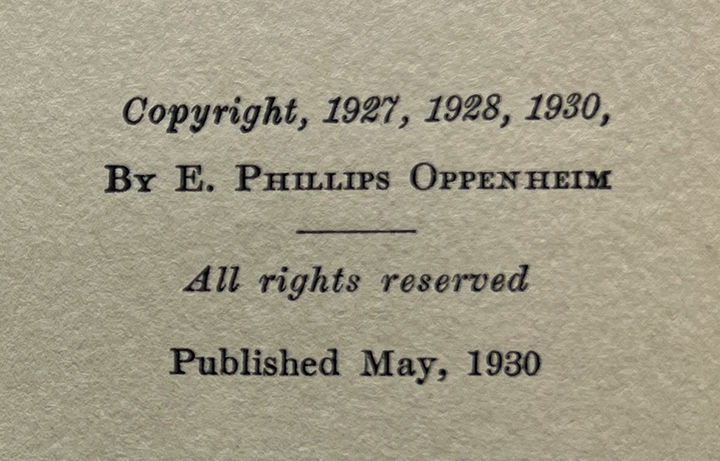 Copyright, 1927, 1928, 1930,
By E. Phillips Oppenheim
All rights reserved
Published May, 1930